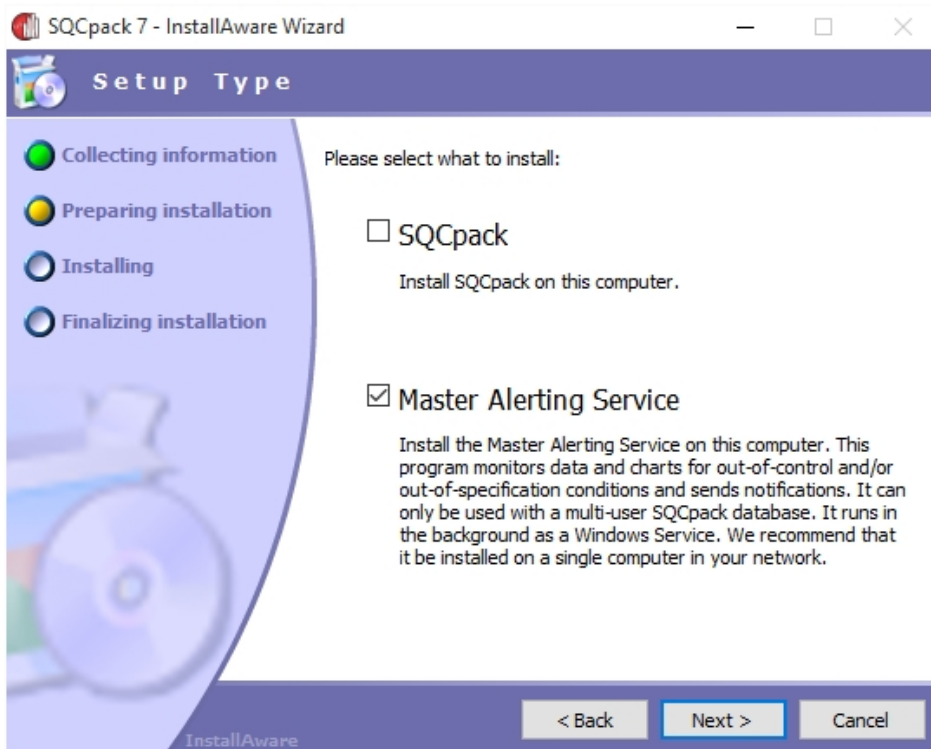 SQCpack 7 - InstallAware Wizard
Setup Type
Collecting information
Preparing installation
Installing
Finalizing installation
Please select what to install:
SQCpack
Install SQCpack on this computer.
Master Alerting Service
Install the Master Alerting Service on this computer. This
program monitors data and charts for out-of-control and/or
out-of-specification conditions and sends notifications. It can
only be used with a multi-user SQCpack database. It runs in
the background as a Windows Service. We recommend that
it be installed on a single computer in your network.
InstallAware
< Back
Next >
Cancel